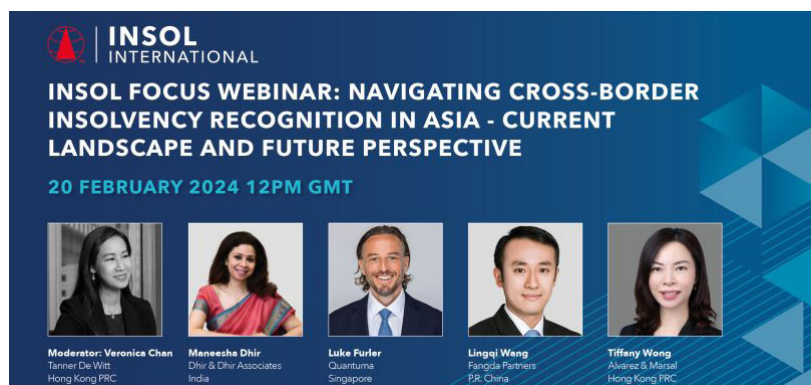 INSOL
INTERNATIONAL
INSOL FOCUS WEBINAR: NAVIGATING CROSS-BORDER
INSOLVENCY RECOGNITION IN ASIA - CURRENT
LANDSCAPE AND FUTURE PERSPECTIVE
20 FEBRUARY 2024 12PM GMT
Moderator: Veronica Chan
Tanner De Witt
Hong Kong PRC
Maneesha Dhir
Dhir & Dhir Associates
India
Luke Furler
Quantuma
Singapore
Lingqi Wang
Fangda Partners
P.R. China
Tiffany Wong
Alvarez & Marsal
Hong Kong PRC